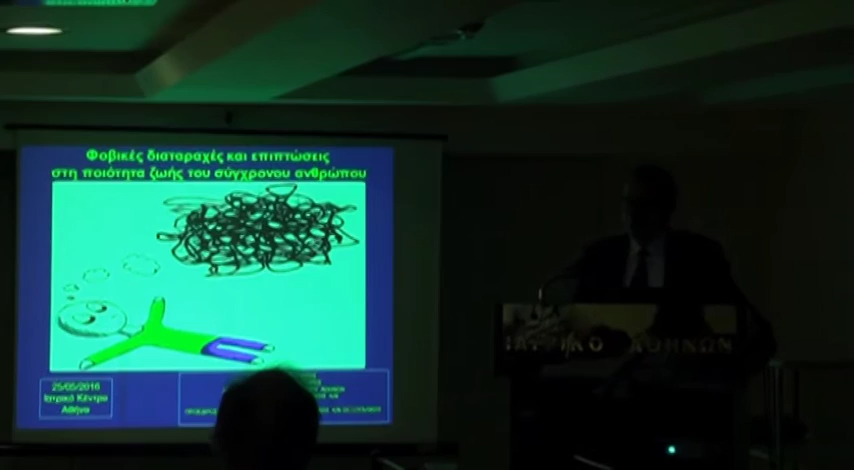 Φοβικές διαταραχές και επιπτώσεις
στη ποιότητα ζωής του σύγχρονου ανθρώπου
25/05/2016
Ιατρικό Κέντρο
Αθήνα
ΙΑΤΡΙΚΟ ΑΘΗΝΩΝ